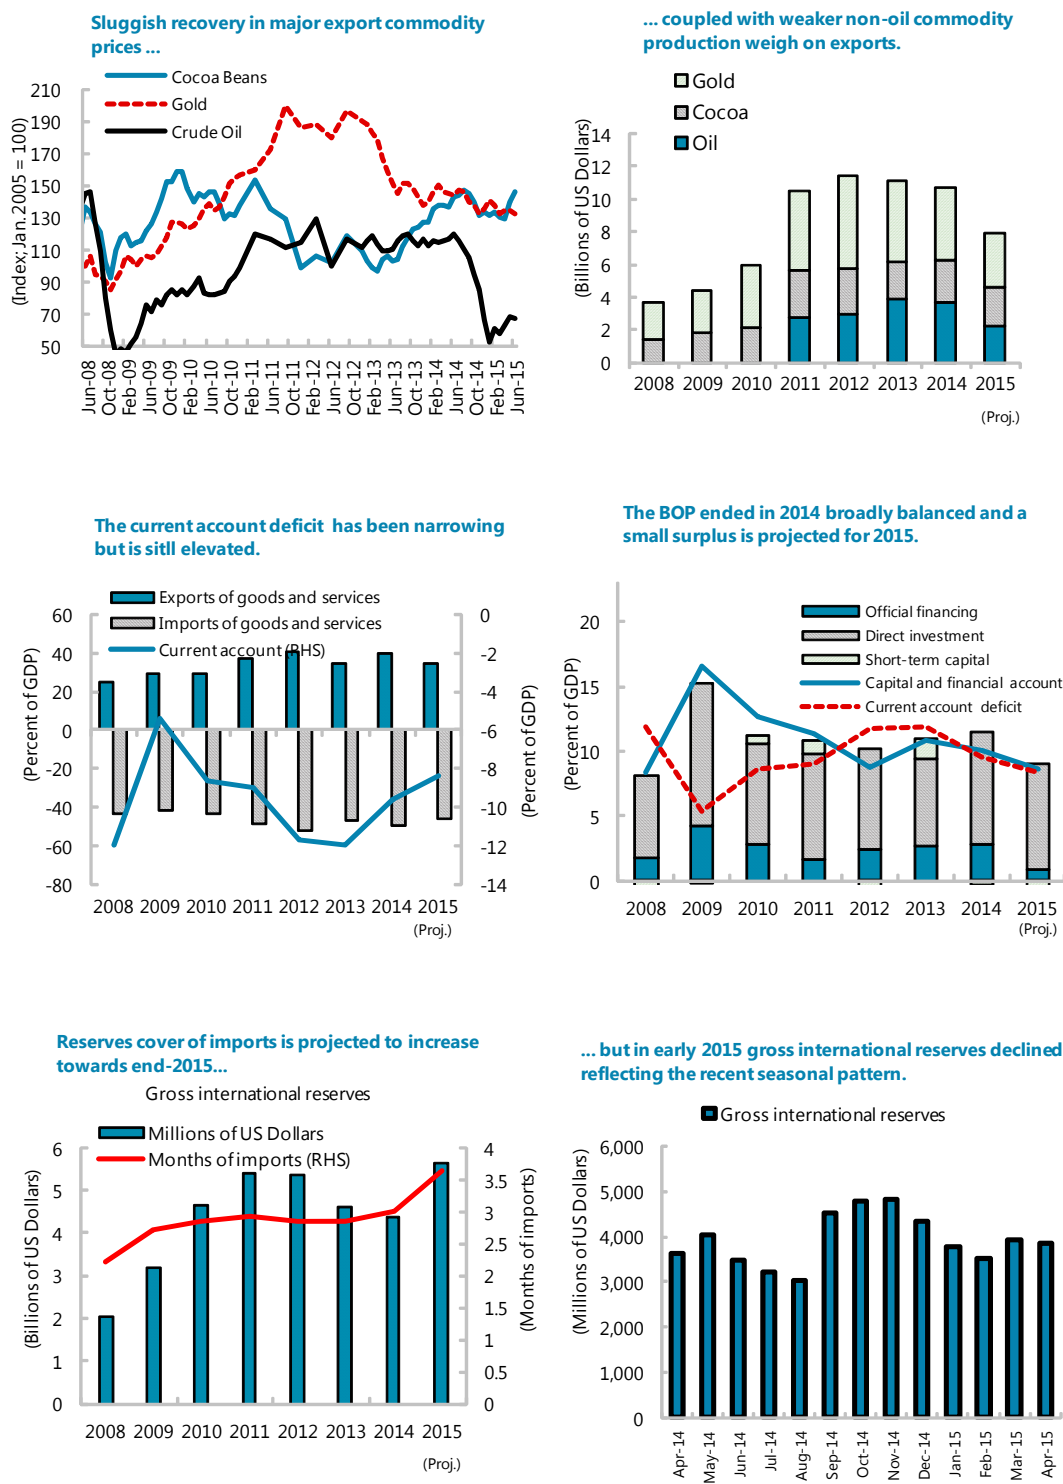 Sluggish recovery in major export commodity
prices ...
Cocoa Beans
Gold
Crude Oil
(Index; Jan. 2005 = 100)
210
190
170
150
130
110
90
70
50
Jun-08
Oct-08
Feb-09
Jun-09
Oct-09
Feb-10
Jun-10
Oct-10
Feb-11
Jun-11
Oct-11
Feb-12
Jun-12
Oct-12
Feb-13
Jun-13
Oct-13
Feb-14
Jun-14
Oct-14
Feb-15
Jun-15
... coupled with weaker non-oil commodity
production weigh on exports.
Gold
Cocoa
Oil
(Billions of US Dollars)
14
12
10
8
6
4
2
0
2008 2009 2010 2011 2012 2013 2014 2015
(Proj.)
The current account deficit has been narrowing
but is sitll elevated.
Exports of goods and services
Imports of goods and services
Current account (RHS)
(Percent of GDP)
60
40
20
0
-20
-40
-60
-80
0
-2
-4
-6
-8
-10
-12
-14
(Percent of GDP)
2008 2009 2010 2011 2012 2013 2014 2015
(Proj.)
The BOP ended in 2014 broadly balanced and a
small surplus is projected for 2015.
Official financing
Direct investment
Short-term capital
Capital and financial account
Current account deficit
(Percent of GDP)
20
15
10
5
0
2008 2009 2010 2011 2012 2013 2014 2015
(Proj.)
Reserves cover of imports is projected to increase
towards end-2015...
Gross international reserves
Millions of US Dollars
Months of imports (RHS)
(Billions of US Dollars)
6
5
4
3
2
1
0
4
3.5
3
2.5
2
1.5
1
0.5
0
(Months of imports)
2008 2009 2010 2011 2012 2013 2014 2015
(Proj.)
... but in early 2015 gross international reserves declined
reflecting the recent seasonal pattern.
Gross international reserves
(Millions of US Dollars)
6,000
5,000
4,000
3,000
2,000
1,000
0
Apr-14
May-14
Jun-14
Jul-14
Aug-14
Sep-14
Oct-14
Nov-14
Dec-14
Jan-15
Feb-15
Mar-15
Apr-15